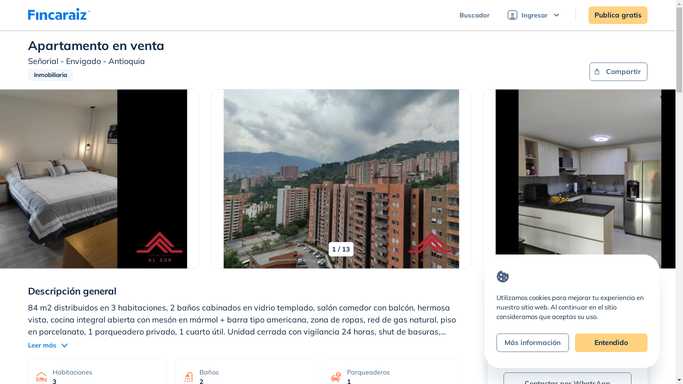 Fincaraiz
Buscador
Ingresar
Publica gratis
Apartamento en venta
Señorial - Envigado - Antioquia
Inmobiliaria
Compartir
AL SUR
1 / 13
Descripción general
84 m2 distribuidos en 3 habitaciones, 2 baños cabinados en vidrio templado, salón comedor con balcón, hermosa
vista, cocina integral abierta con mesón en mármol + barra tipo americana, zona de ropas, red de gas natural, piso
en porcelanato, 1 parqueadero privado, 1 cuarto útil. Unidad cerrada con vigilancia 24 horas, shut de basuras,...
Leer más
Habitaciones
3
Baños
2
Parqueaderos
1
Utilizamos cookies para mejorar tu experiencia en
nuestro sitio web. Al continuar en el sitio
consideramos que aceptas su uso.
Más información
Entendido
Contactar por WhatsApp